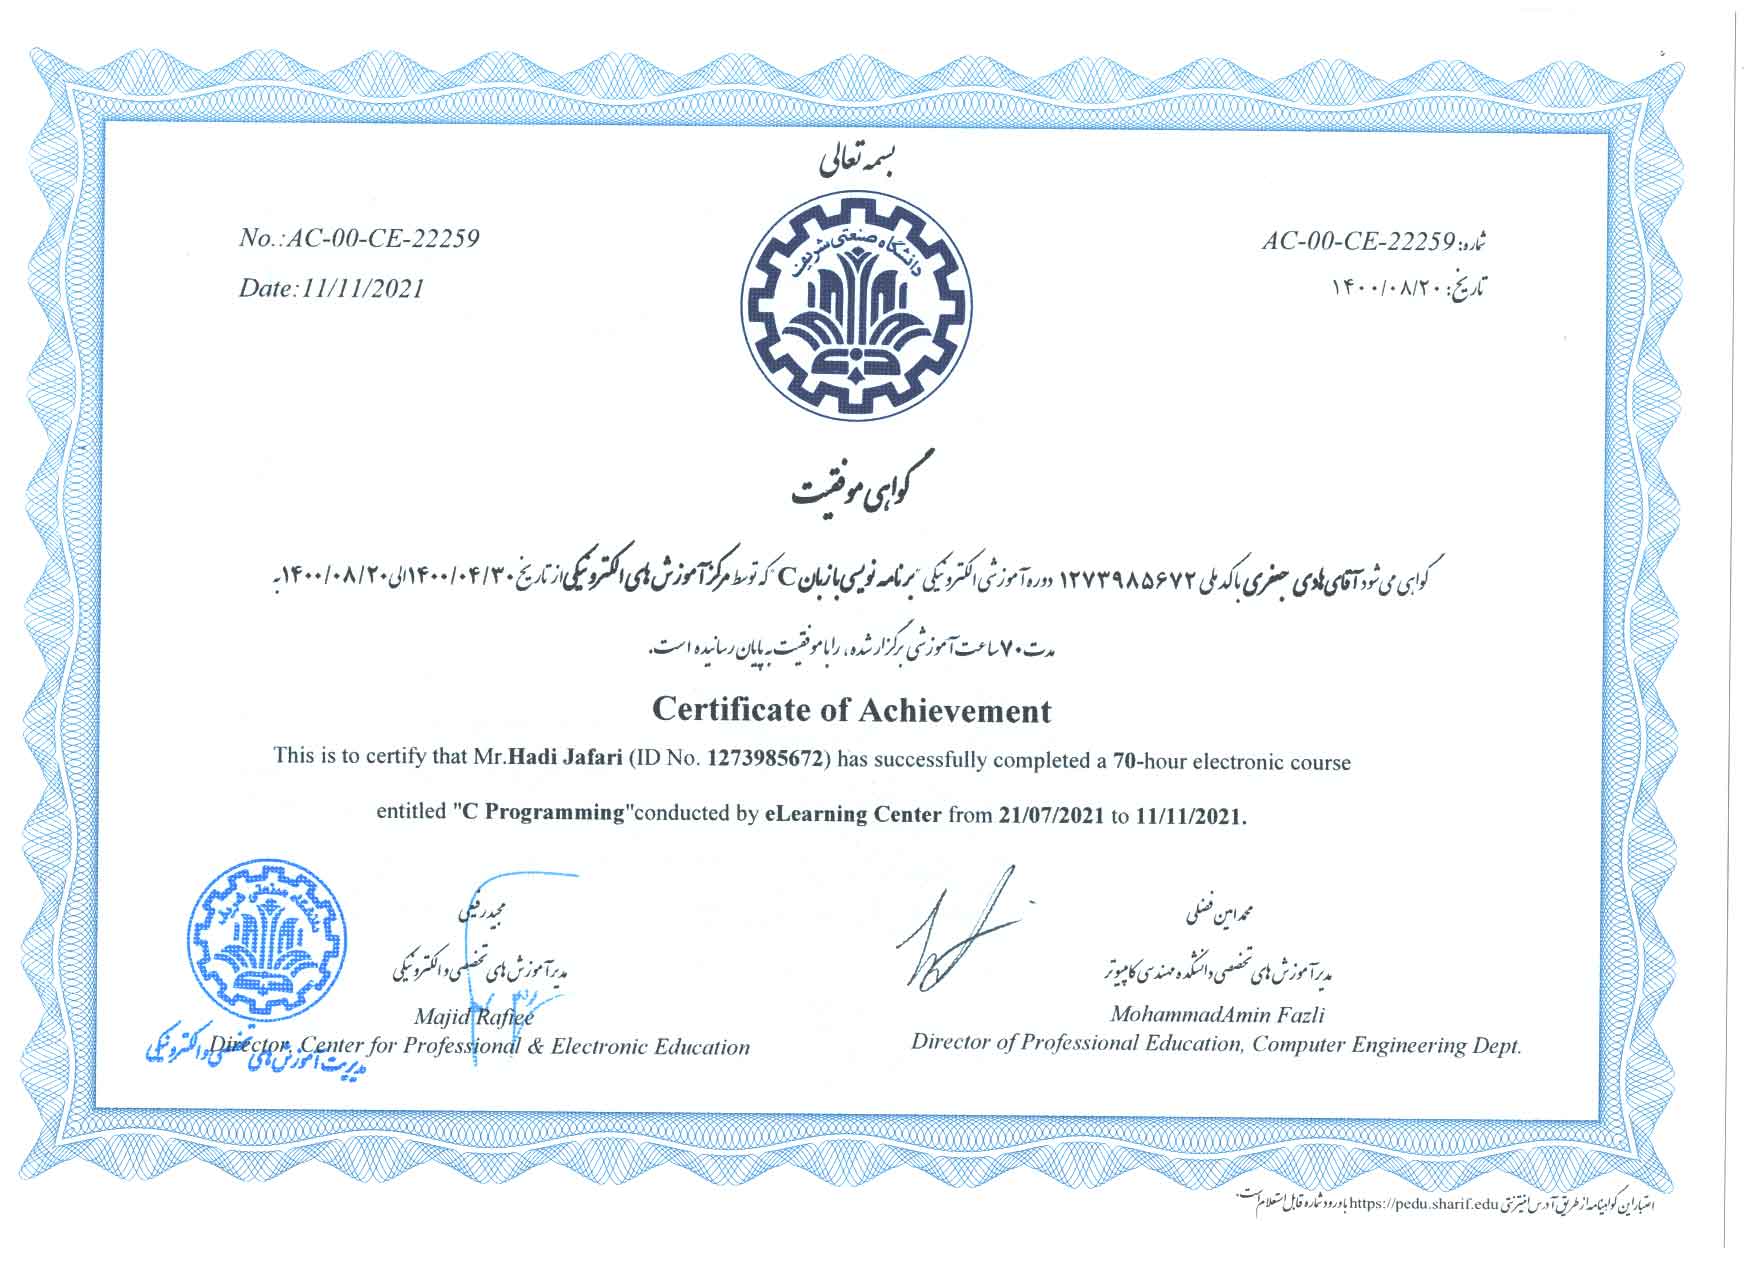 بسمه تعالی
دانشگاه صنعتی شریف
No.:AC-00-CE-22259
شماره: AC-00-CE-22259
Date:11/11/2021
تاریخ: ۱۴۰۰/۰۸/۲۰
گواهی موفقیت
گواهی می شود آقای هادی جعفری با کد ملی ۱۲۷۳۹۸۵۶۷۲ دوره آموزشی الکترونیکی "برنامه نویسی با زبان C" که توسط مرکز آموزش های الکترونیکی از تاریخ ۱۴۰۰/۰۴/۳۰ الی ۱۴۰۰/۰۸/۲۰ به
مدت ۷۰ ساعت آموزشی برگزار شده، را با موفقیت به پایان رسانیده است.
Certificate of Achievement
This is to certify that Mr.Hadi Jafari (ID No. 1273985672) has successfully completed a 70-hour electronic course
entitled "C Programming"conducted by eLearning Center from 21/07/2021 to 11/11/2021.
دانشگاه صنعتی شریف
مجید رفیعی
محمد امین فضلی
مدیر آموزش های تخصصی و الکترونیکی
مدیر آموزش های تخصصی دانشکده مهندسی کامپیوتر
Majid Rafiee
MohammadAmin Fazli
Director, Center for Professional & Electronic Education
Director of Professional Education, Computer Engineering Dept.
مدیریت آموزش های تخصصی و الکترونیکی
اعتبار این گواهینامه از طریق آدرس اینترنتی https://pedu.sharif.edu با ورود شماره قابل استعلام است.